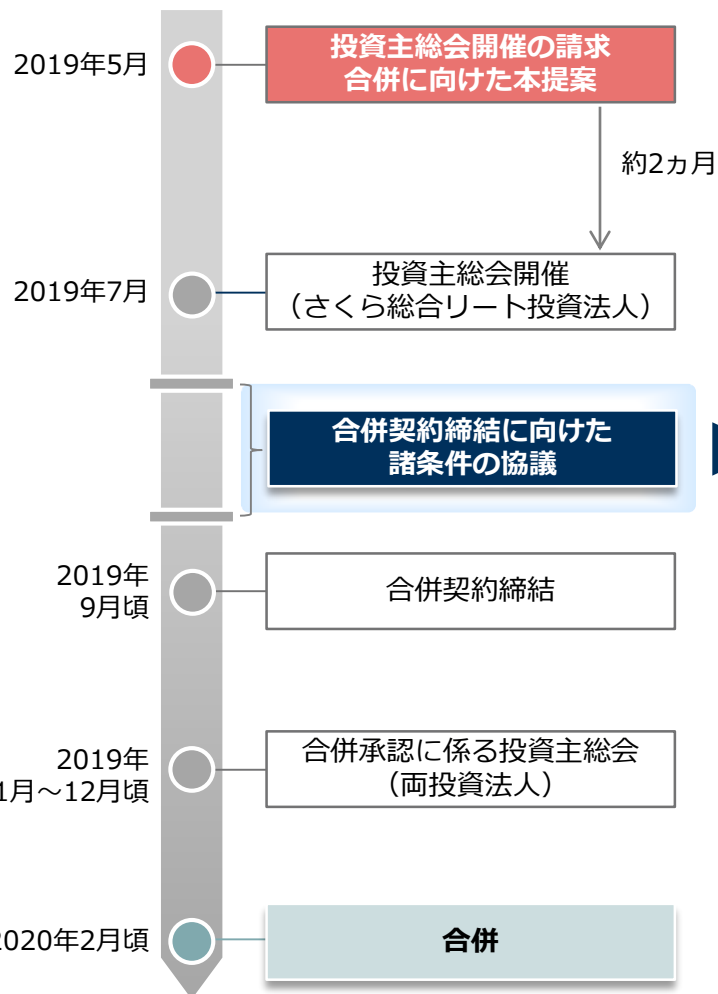 2019年5月
投資主総会開催の請求
合併に向けた本提案
約2ヵ月
2019年7月
投資主総会開催
（さくら総合リート投資法人）
合併契約締結に向けた
諸条件の協議
2019年
9月頃
合併契約締結
2019年
1月～12月頃
合併承認に係る投資主総会
（両投資法人）
2020年2月頃
合併